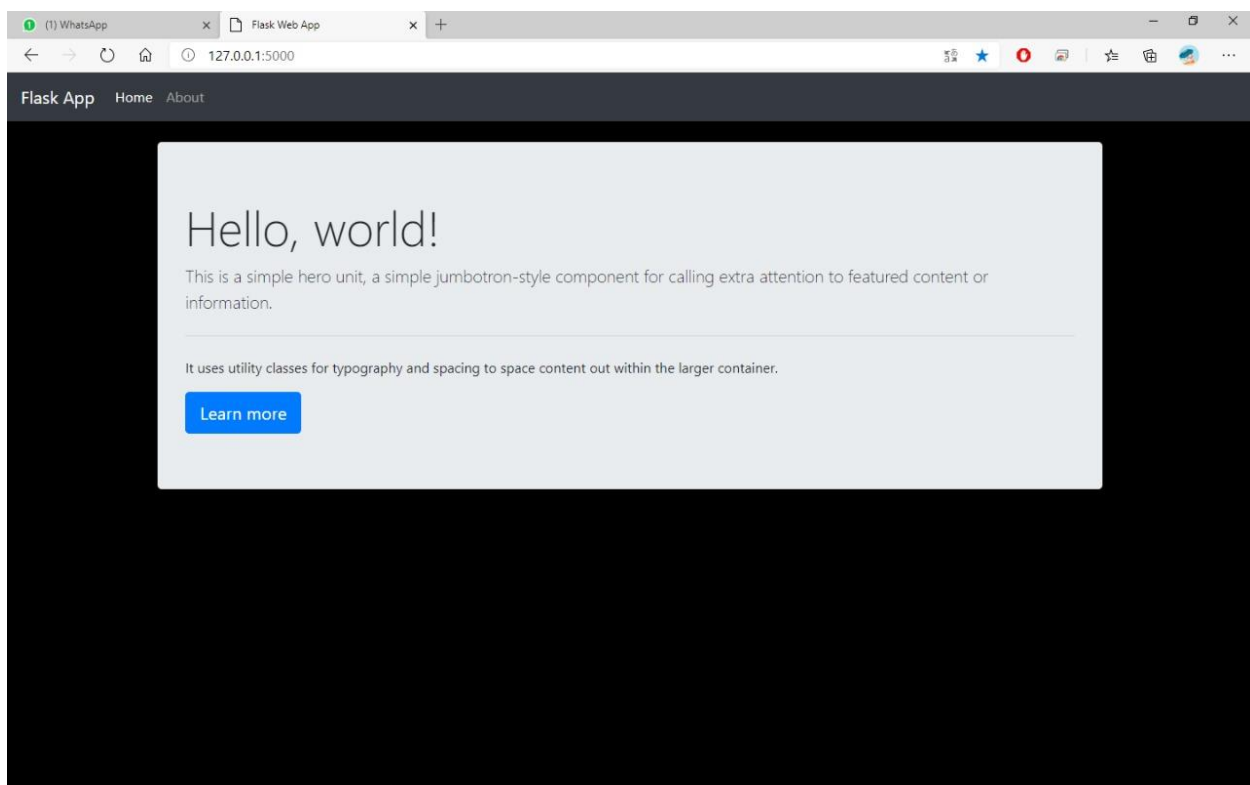 (1) WhatsApp
Flask Web App
127.0.0.1:5000
Flask App Home About
Hello, world!
This is a simple hero unit, a simple jumbotron-style component for calling extra attention to featured content or
information.
It uses utility classes for typography and spacing to space content out within the larger container.
Learn more